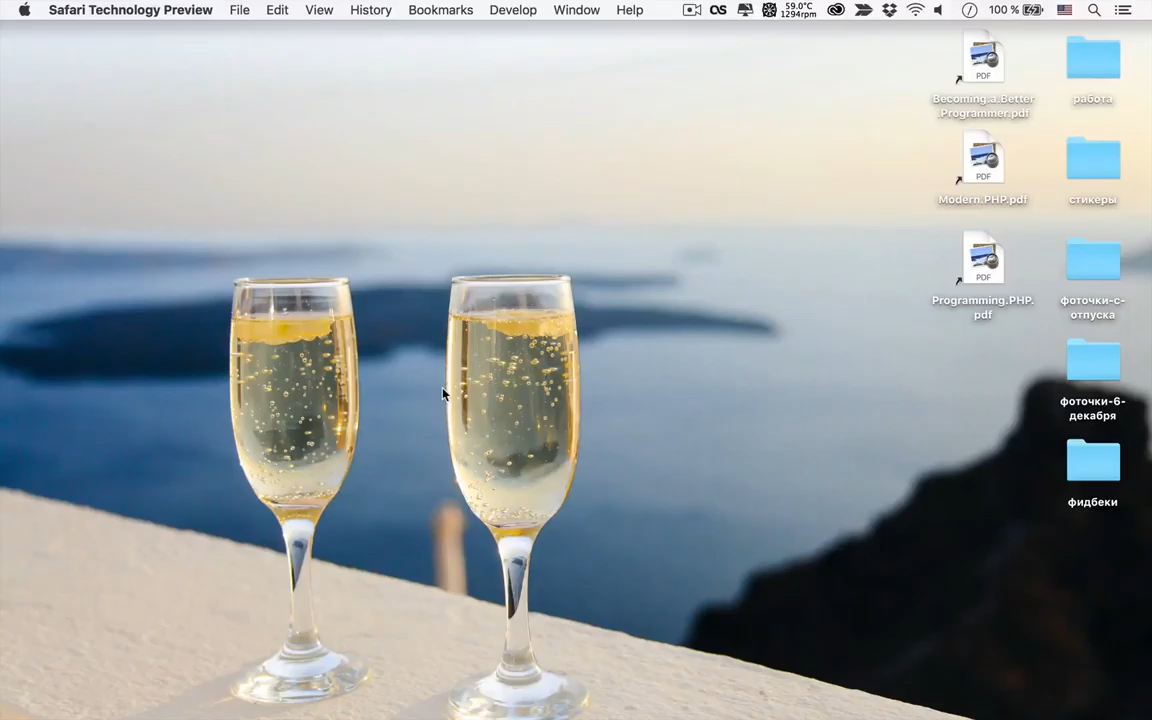 Safari Technology Preview File Edit View History Bookmarks Develop Window Help
59.0°C
1294rpm
100 %
PDF
Becoming.a.Better
.Programmer.pdf
работа
PDF
Modern.PHP.pdf
стикеры
PDF
Programming.PHP.
pdf
фоточки-с-
отпуска
фоточки-6-
декабря
фидбеки